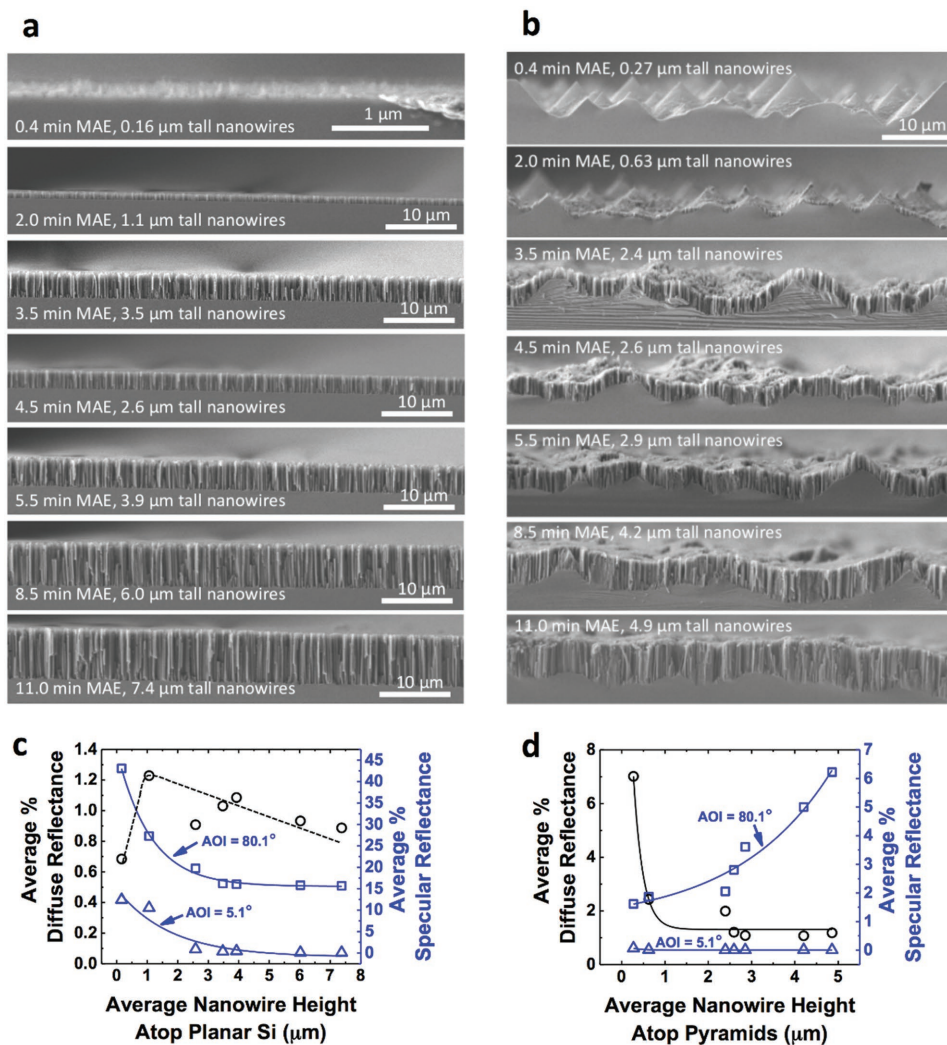 a
0.4 min MAE, 0.16 μm tall nanowires
1 μm
2.0 min MAE, 1.1 μm tall nanowires
10 μm
3.5 min MAE, 3.5 μm tall nanowires
10 μm
4.5 min MAE, 2.6 μm tall nanowires
10 μm
5.5 min MAE, 3.9 μm tall nanowires
10 μm
8.5 min MAE, 6.0 μm tall nanowires
10 μm
11.0 min MAE, 7.4 μm tall nanowires
10 μm
b
0.4 min MAE, 0.27 μm tall nanowires
10 μm
2.0 min MAE, 0.63 μm tall nanowires
3.5 min MAE, 2.4 μm tall nanowires
4.5 min MAE, 2.6 μm tall nanowires
5.5 min MAE, 2.9 μm tall nanowires
8.5 min MAE, 4.2 μm tall nanowires
11.0 min MAE, 4.9 μm tall nanowires
c
Average %
Diffuse Reflectance
1.4
1.2
1.0
0.8
0.6
0.4
0.2
0.0
AOI = 80.1°
AOI = 5.1°
45
40
35
30
25
20
15
10
5
0
Average %
Specular Reflectance
0 1 2 3 4 5 6 7 8
Average Nanowire Height
Atop Planar Si (μm)
d
Average %
Diffuse Reflectance
8
6
4
2
0
AOI = 80.1°
AOI = 5.1°
7
6
5
4
3
2
1
0
Average %
Specular Reflectance
0 1 2 3 4 5
Average Nanowire Height
Atop Pyramids (μm)